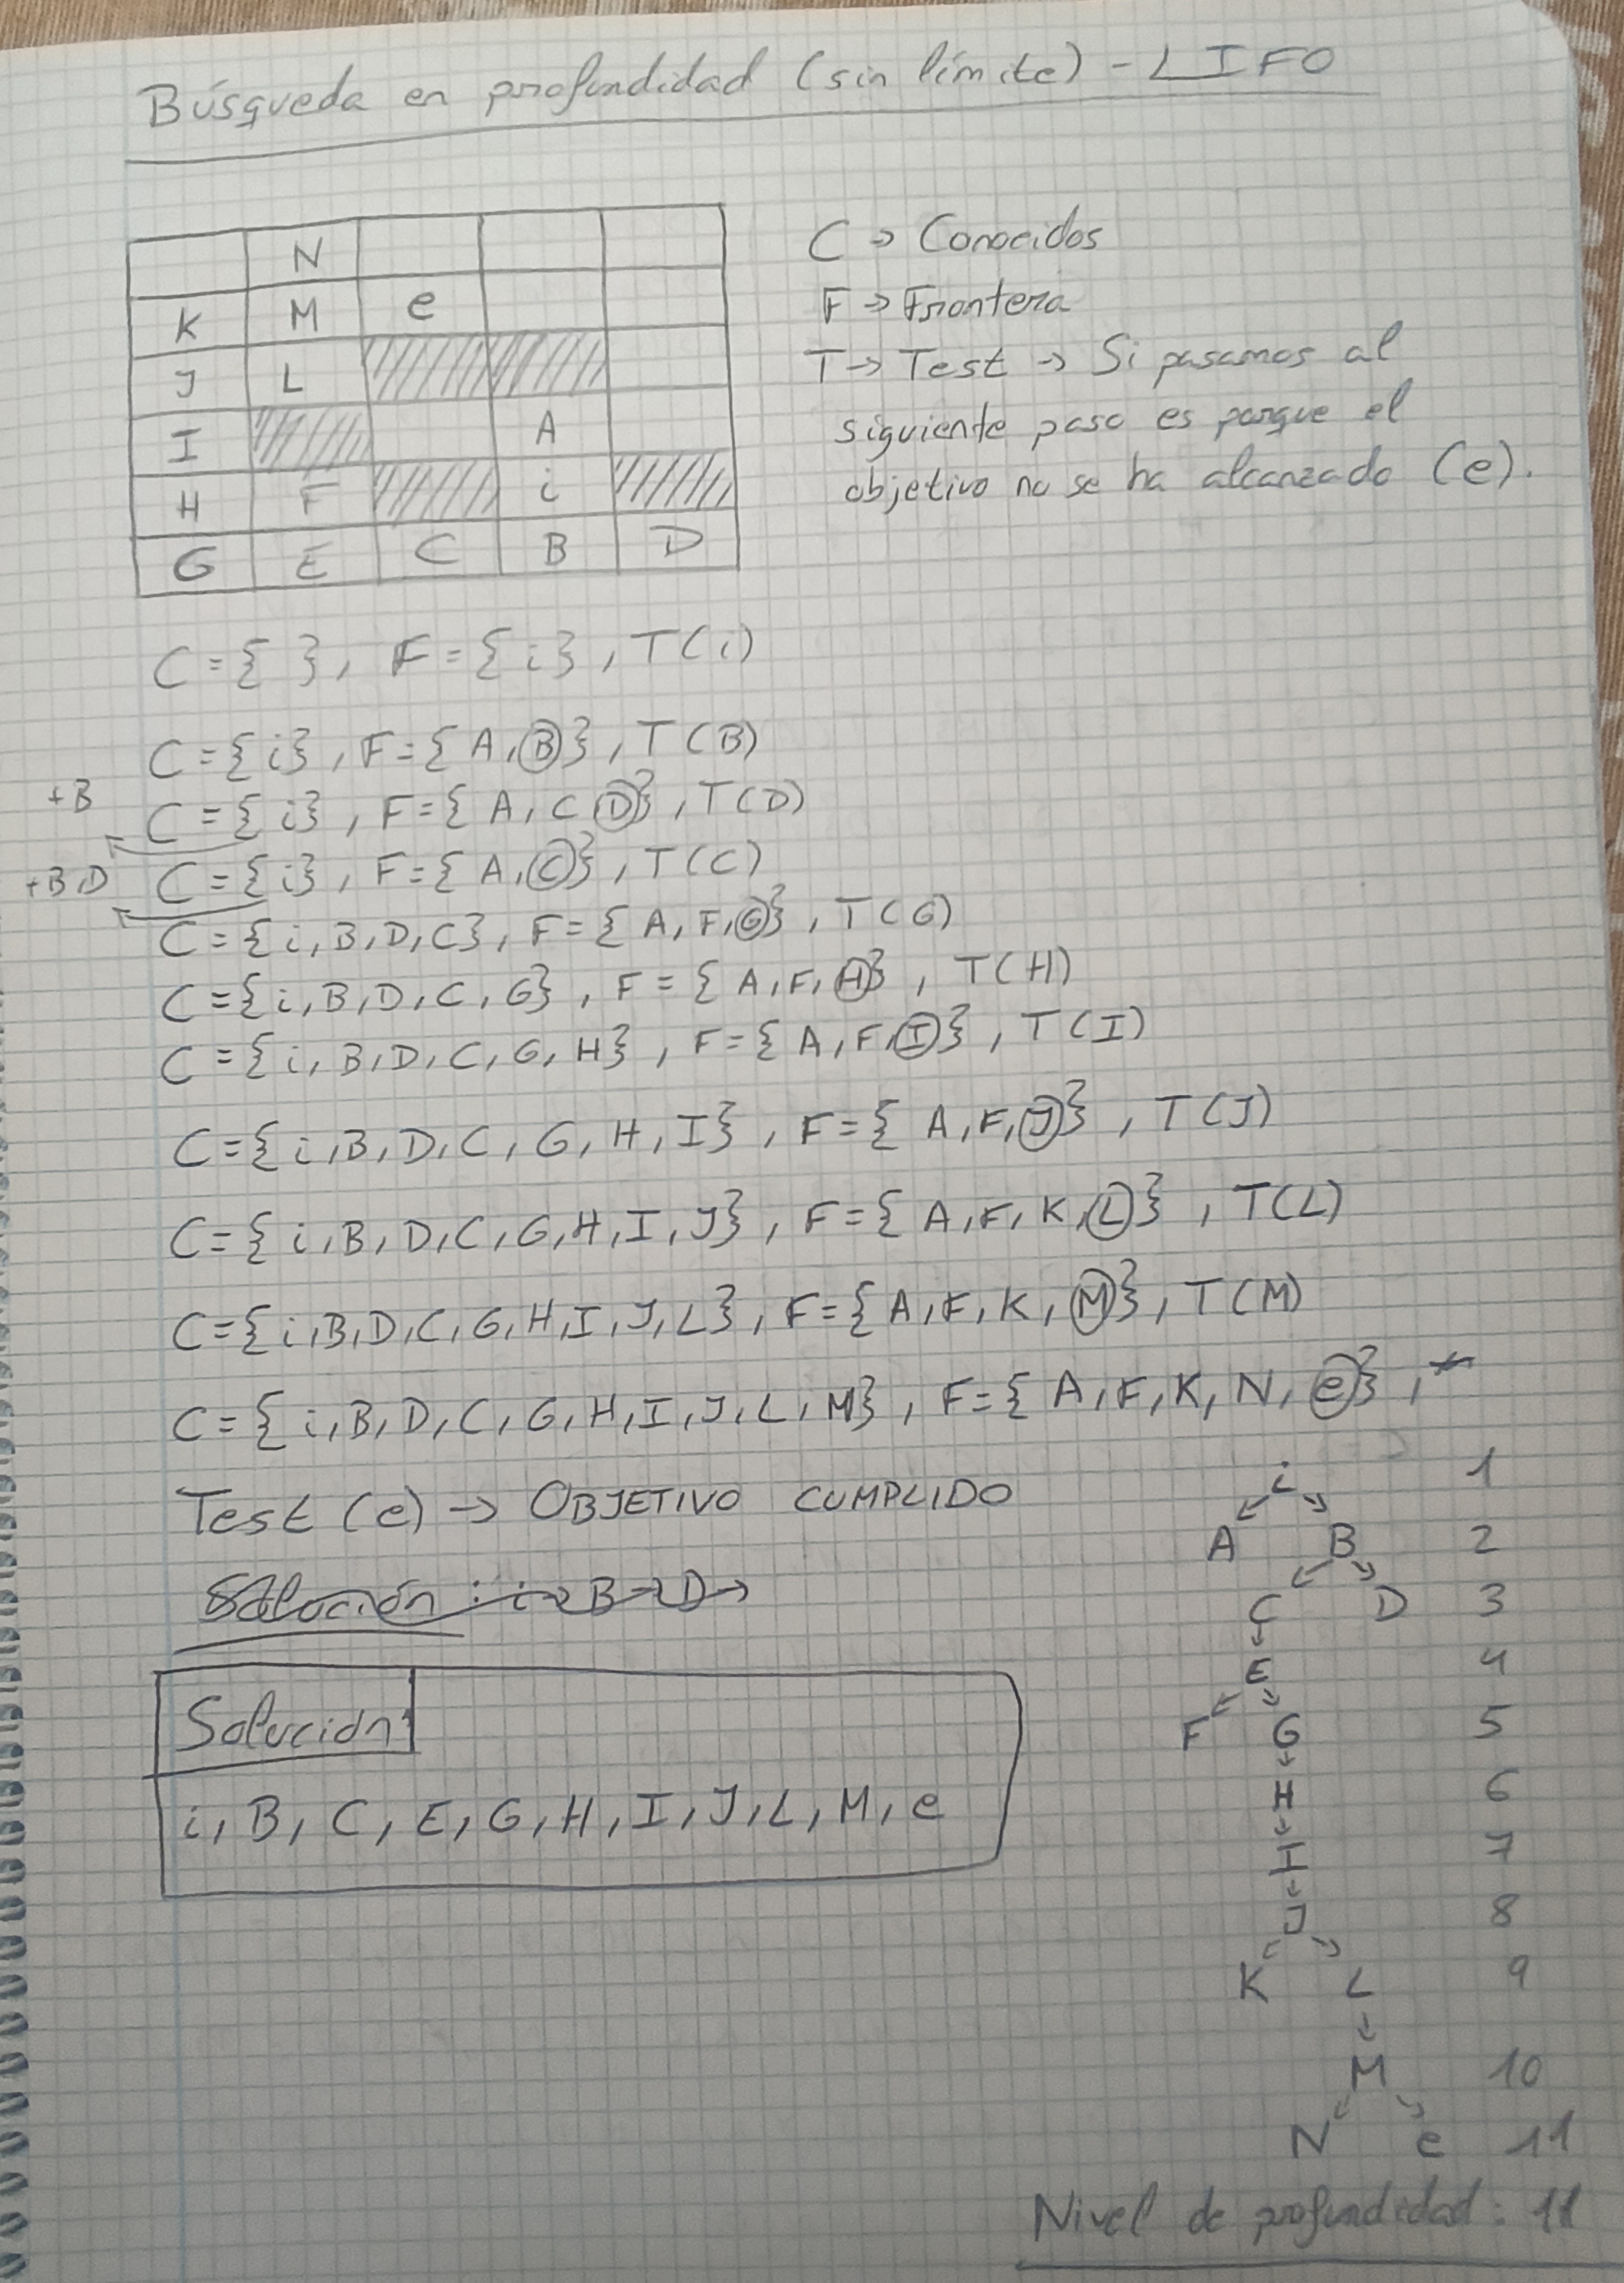 Búsqueda en profundidad (sin límite) - LIFO
N
K M e
J L
I A
H F i
G E C B D
C → Conocidos
F → Frontera
T → Test → Si pasamos al
siguiente paso es porque el
objetivo no se ha alcanzado (e).
C = { }, F = { i }, T(i)
C = { i }, F = { A, B }, T(B)
+B C = { i }, F = { A, C D }, T(D)
+B,D C = { i }, F = { A, C }, T(C)
C = { i, B, D, C }, F = { A, F, G }, T(G)
C = { i, B, D, C, G }, F = { A, F, H }, T(H)
C = { i, B, D, C, G, H }, F = { A, F, I }, T(I)
C = { i, B, D, C, G, H, I }, F = { A, F, J }, T(J)
C = { i, B, D, C, G, H, I, J }, F = { A, F, K, L }, T(L)
C = { i, B, D, C, G, H, I, J, L }, F = { A, F, K, M }, T(M)
C = { i, B, D, C, G, H, I, J, L, M }, F = { A, F, K, N, e },
Test (e) → OBJETIVO CUMPLIDO
Solución: i → B → D →
Solución:
i, B, C, E, G, H, I, J, L, M, e
i 1
A B 2
C D 3
E 4
F G 5
H 6
I 7
J 8
K L 9
M 10
N e 11
Nivel de profundidad: 11